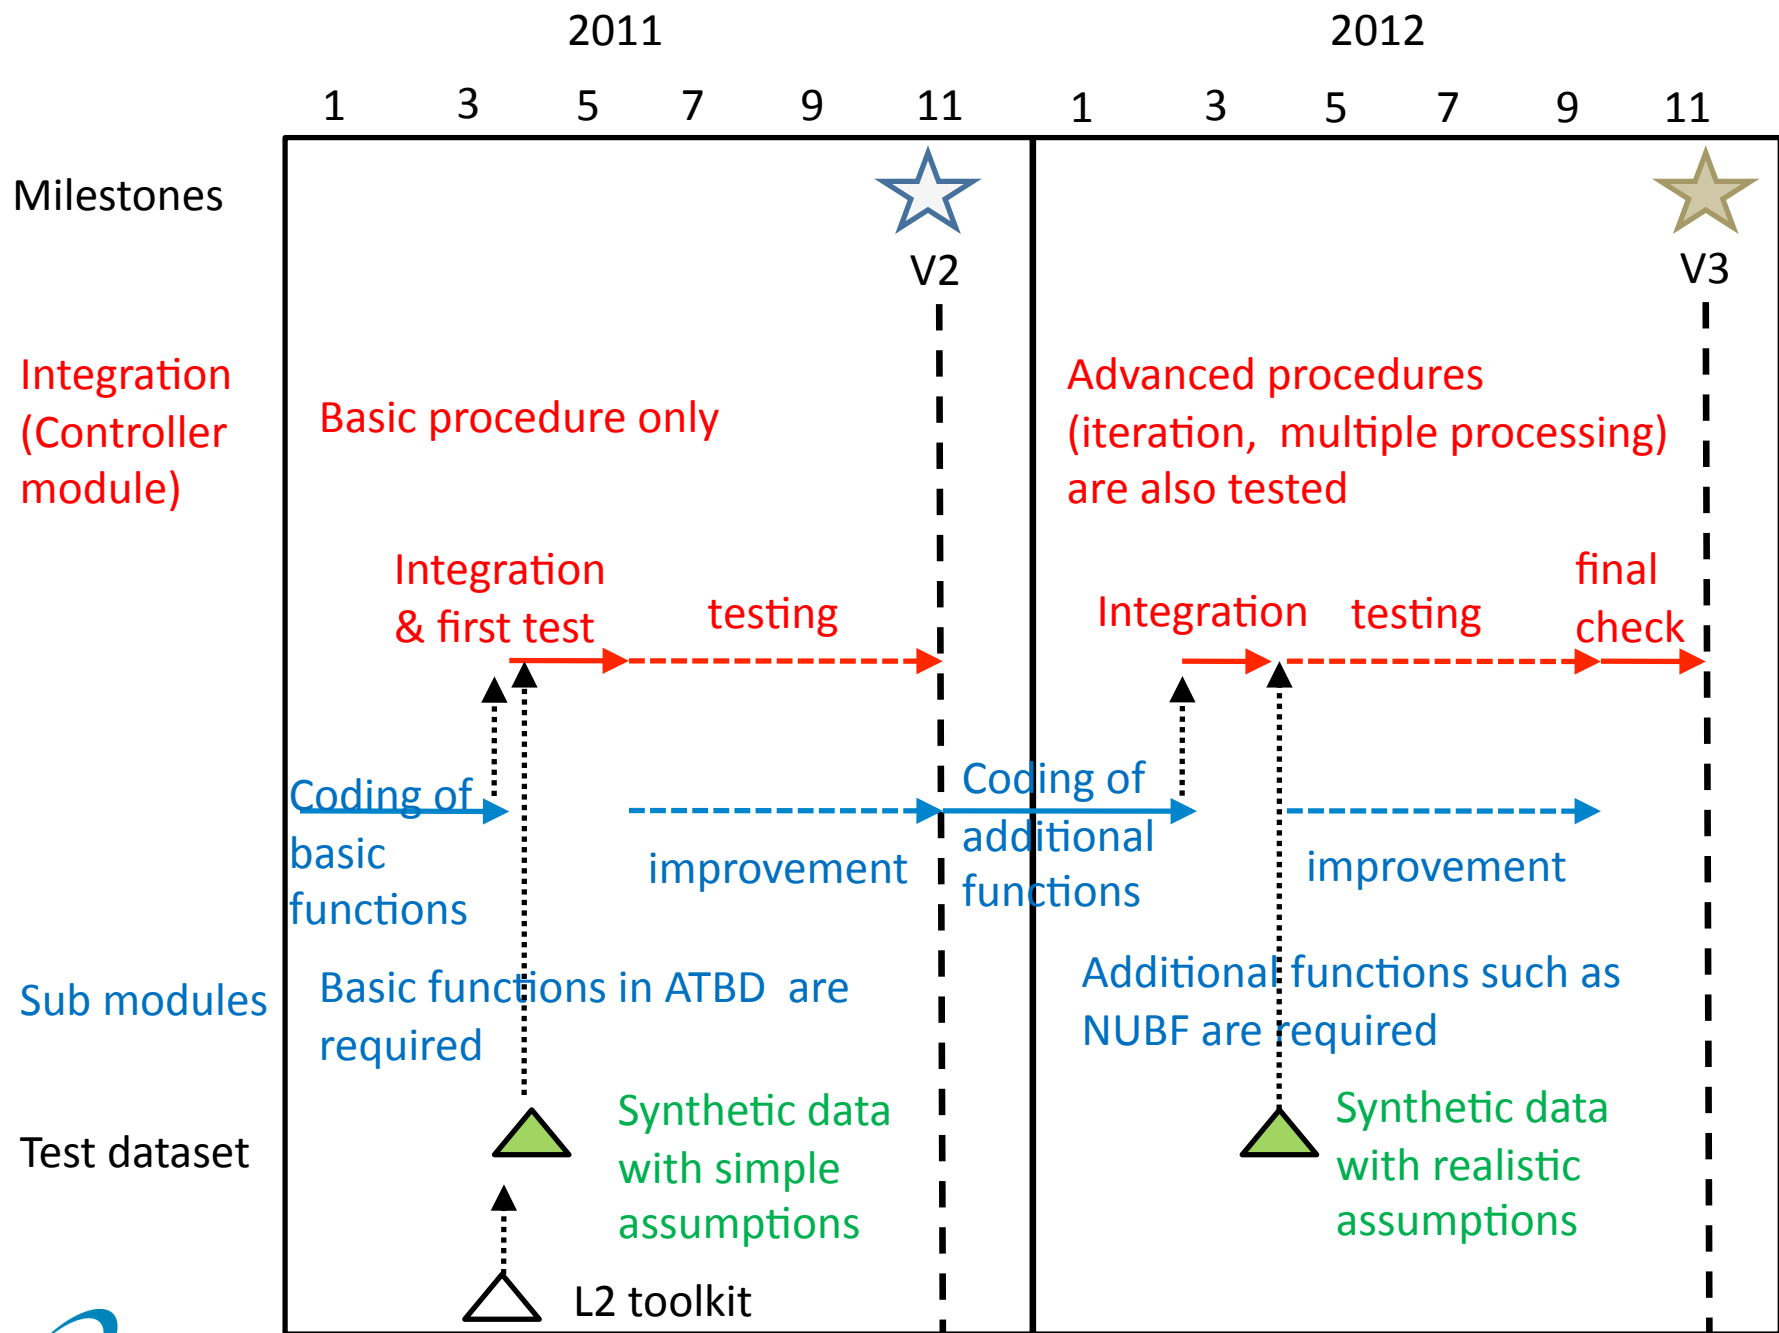 2011
2012
1 3 5 7 9 11 1 3 5 7 9 11
Milestones
V2
V3
Integration
(Controller
module)
Basic procedure only
Advanced procedures
(iteration, multiple processing)
are also tested
Integration
& first test
testing
Integration
testing
final
check
Coding of
basic
functions
improvement
Coding of
additional
functions
improvement
Sub modules
Basic functions in ATBD are
required
Additional functions such as
NUBF are required
Test dataset
Synthetic data
with simple
assumptions
Synthetic data
with realistic
assumptions
L2 toolkit